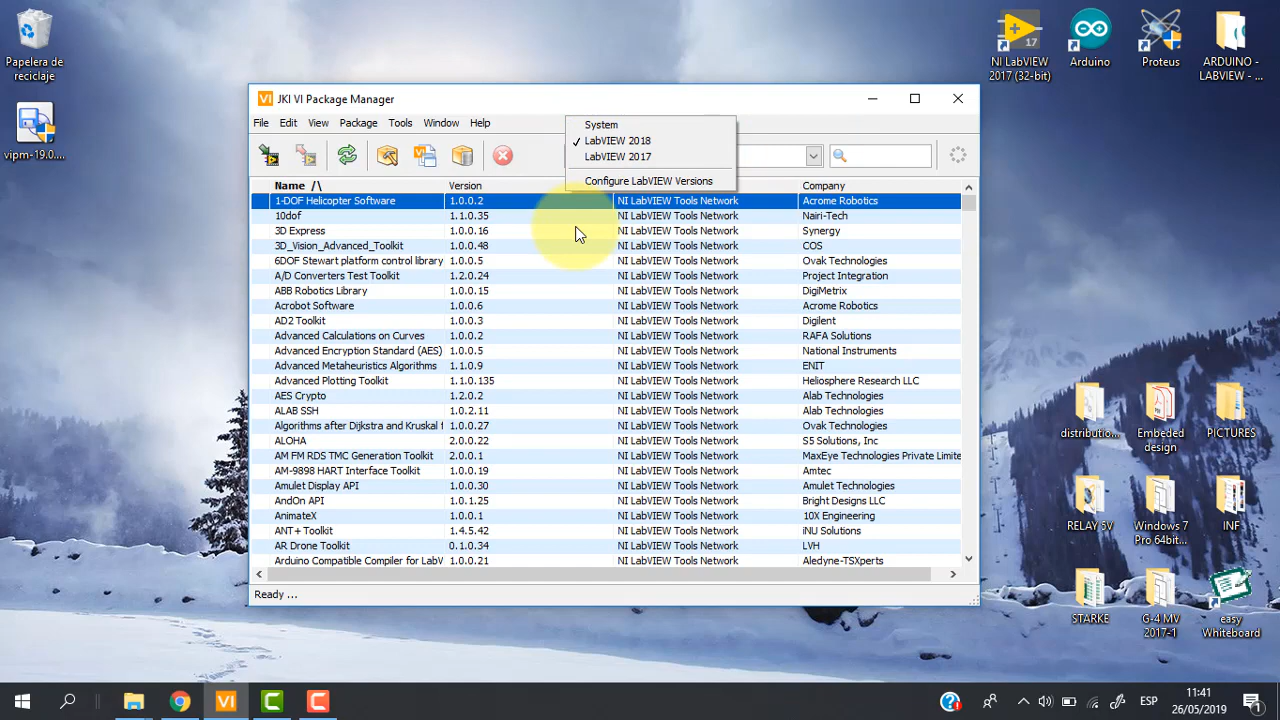 Papelera de
reciclaje
vipm-19.0....
NI LabVIEW
2017 (32-bit)
17
Arduino
Proteus
ARDUINO -
LABVIEW - ...
VI JKI VI Package Manager
File Edit View Package Tools Window Help
System
LabVIEW 2018
LabVIEW 2017
Configure LabVIEW Versions
Name /\ Version Company
1-DOF Helicopter Software 1.0.0.2 NI LabVIEW Tools Network Acrome Robotics
10dof 1.1.0.35 NI LabVIEW Tools Network Nairi-Tech
3D Express 1.0.0.16 NI LabVIEW Tools Network Synergy
3D_Vision_Advanced_Toolkit 1.0.0.48 NI LabVIEW Tools Network COS
6DOF Stewart platform control library 1.0.0.5 NI LabVIEW Tools Network Ovak Technologies
A/D Converters Test Toolkit 1.2.0.24 NI LabVIEW Tools Network Project Integration
ABB Robotics Library 1.0.0.15 NI LabVIEW Tools Network DigiMetrix
Acrobot Software 1.0.0.6 NI LabVIEW Tools Network Acrome Robotics
AD2 Toolkit 1.0.0.3 NI LabVIEW Tools Network Digilent
Advanced Calculations on Curves 1.0.0.2 NI LabVIEW Tools Network RAFA Solutions
Advanced Encryption Standard (AES) 1.0.0.5 NI LabVIEW Tools Network National Instruments
Advanced Metaheuristics Algorithms 1.1.0.9 NI LabVIEW Tools Network ENIT
Advanced Plotting Toolkit 1.1.0.135 NI LabVIEW Tools Network Heliosphere Research LLC
AES Crypto 1.2.0.2 NI LabVIEW Tools Network Alab Technologies
ALAB SSH 1.0.2.11 NI LabVIEW Tools Network Alab Technologies
Algorithms after Dijkstra and Kruskal f 1.0.0.27 NI LabVIEW Tools Network Ovak Technologies
ALOHA 2.0.0.22 NI LabVIEW Tools Network S5 Solutions, Inc
AM FM RDS TMC Generation Toolkit 2.0.0.1 NI LabVIEW Tools Network MaxEye Technologies Private Limite
AM-9898 HART Interface Toolkit 1.0.0.19 NI LabVIEW Tools Network Amtec
Amulet Display API 1.0.0.30 NI LabVIEW Tools Network Amulet Technologies
AndOn API 1.0.1.25 NI LabVIEW Tools Network Bright Designs LLC
AnimateX 1.0.0.1 NI LabVIEW Tools Network 10X Engineering
ANT+ Toolkit 1.4.5.42 NI LabVIEW Tools Network iNU Solutions
AR Drone Toolkit 0.1.0.34 NI LabVIEW Tools Network LVH
Arduino Compatible Compiler for LabV 1.0.0.21 NI LabVIEW Tools Network Aledyne-TSXperts
Ready ...
distributio...
Embeded
design
PICTURES
RELAY 5V
Windows 7
Pro 64bit...
INF
STARKE
G-4 MV
2017-1
easy
Whiteboard
VI
ESP
11:41
26/05/2019
1